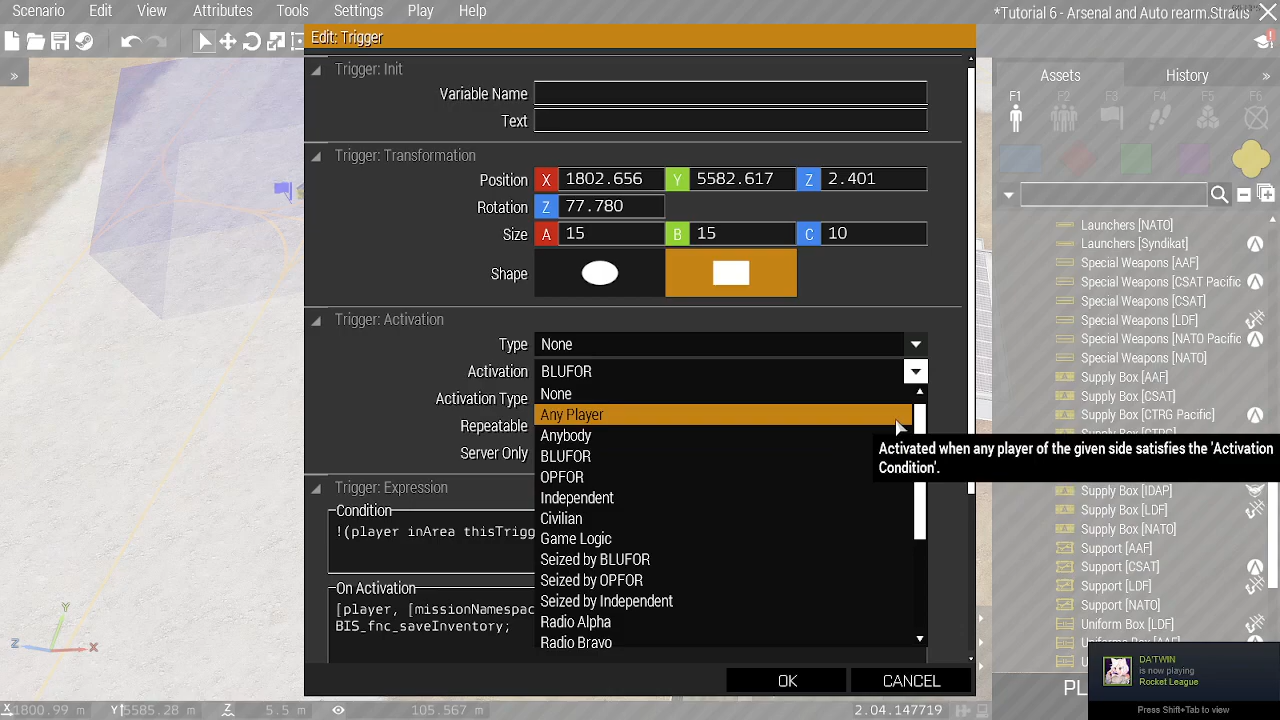 Scenario Edit View Attributes Tools Settings Play Help
*Tutorial 6 - Arsenal and Auto rearm.Stratis
Edit: Trigger
Trigger: Init
Variable Name
Text
Trigger: Transformation
Position X 1802.656 Y 5582.617 Z 2.401
Rotation Z 77.780
Size A 15 B 15 C 10
Shape
Trigger: Activation
Type None
Activation BLUFOR
Activation Type
Repeatable
Server Only
None
Any Player
Anybody
BLUFOR
OPFOR
Independent
Civilian
Game Logic
Seized by BLUFOR
Seized by OPFOR
Seized by Independent
Radio Alpha
Radio Bravo
Activated when any player of the given side satisfies the 'Activation
Condition'.
Trigger: Expression
Condition
!(player inArea thisTrigg
On Activation
[player, [missionNamespac
BIS_fnc_saveInventory;
OK CANCEL
Assets History »
F1 F2 F3 F4 F5 F6
Launchers [NATO]
Launchers [Syndikat]
Special Weapons [AAF]
Special Weapons [CSAT Pacific
Special Weapons [CSAT]
Special Weapons [LDF]
Special Weapons [NATO Pacific
Special Weapons [NATO]
Supply Box [AAF]
Supply Box [CSAT]
Supply Box [CTRG Pacific]
Supply Box [IDAP]
Supply Box [LDF]
Supply Box [NATO]
Support [AAF]
Support [CSAT]
Support [LDF]
Support [NATO]
Uniform Box [LDF]
PL
DA'TWIN
is now playing
Rocket League
Press Shift+Tab to view
Z Y X
X 1800.99 m Y 5585.28 m Z 5.5 m 105.567 m 2.04.147719